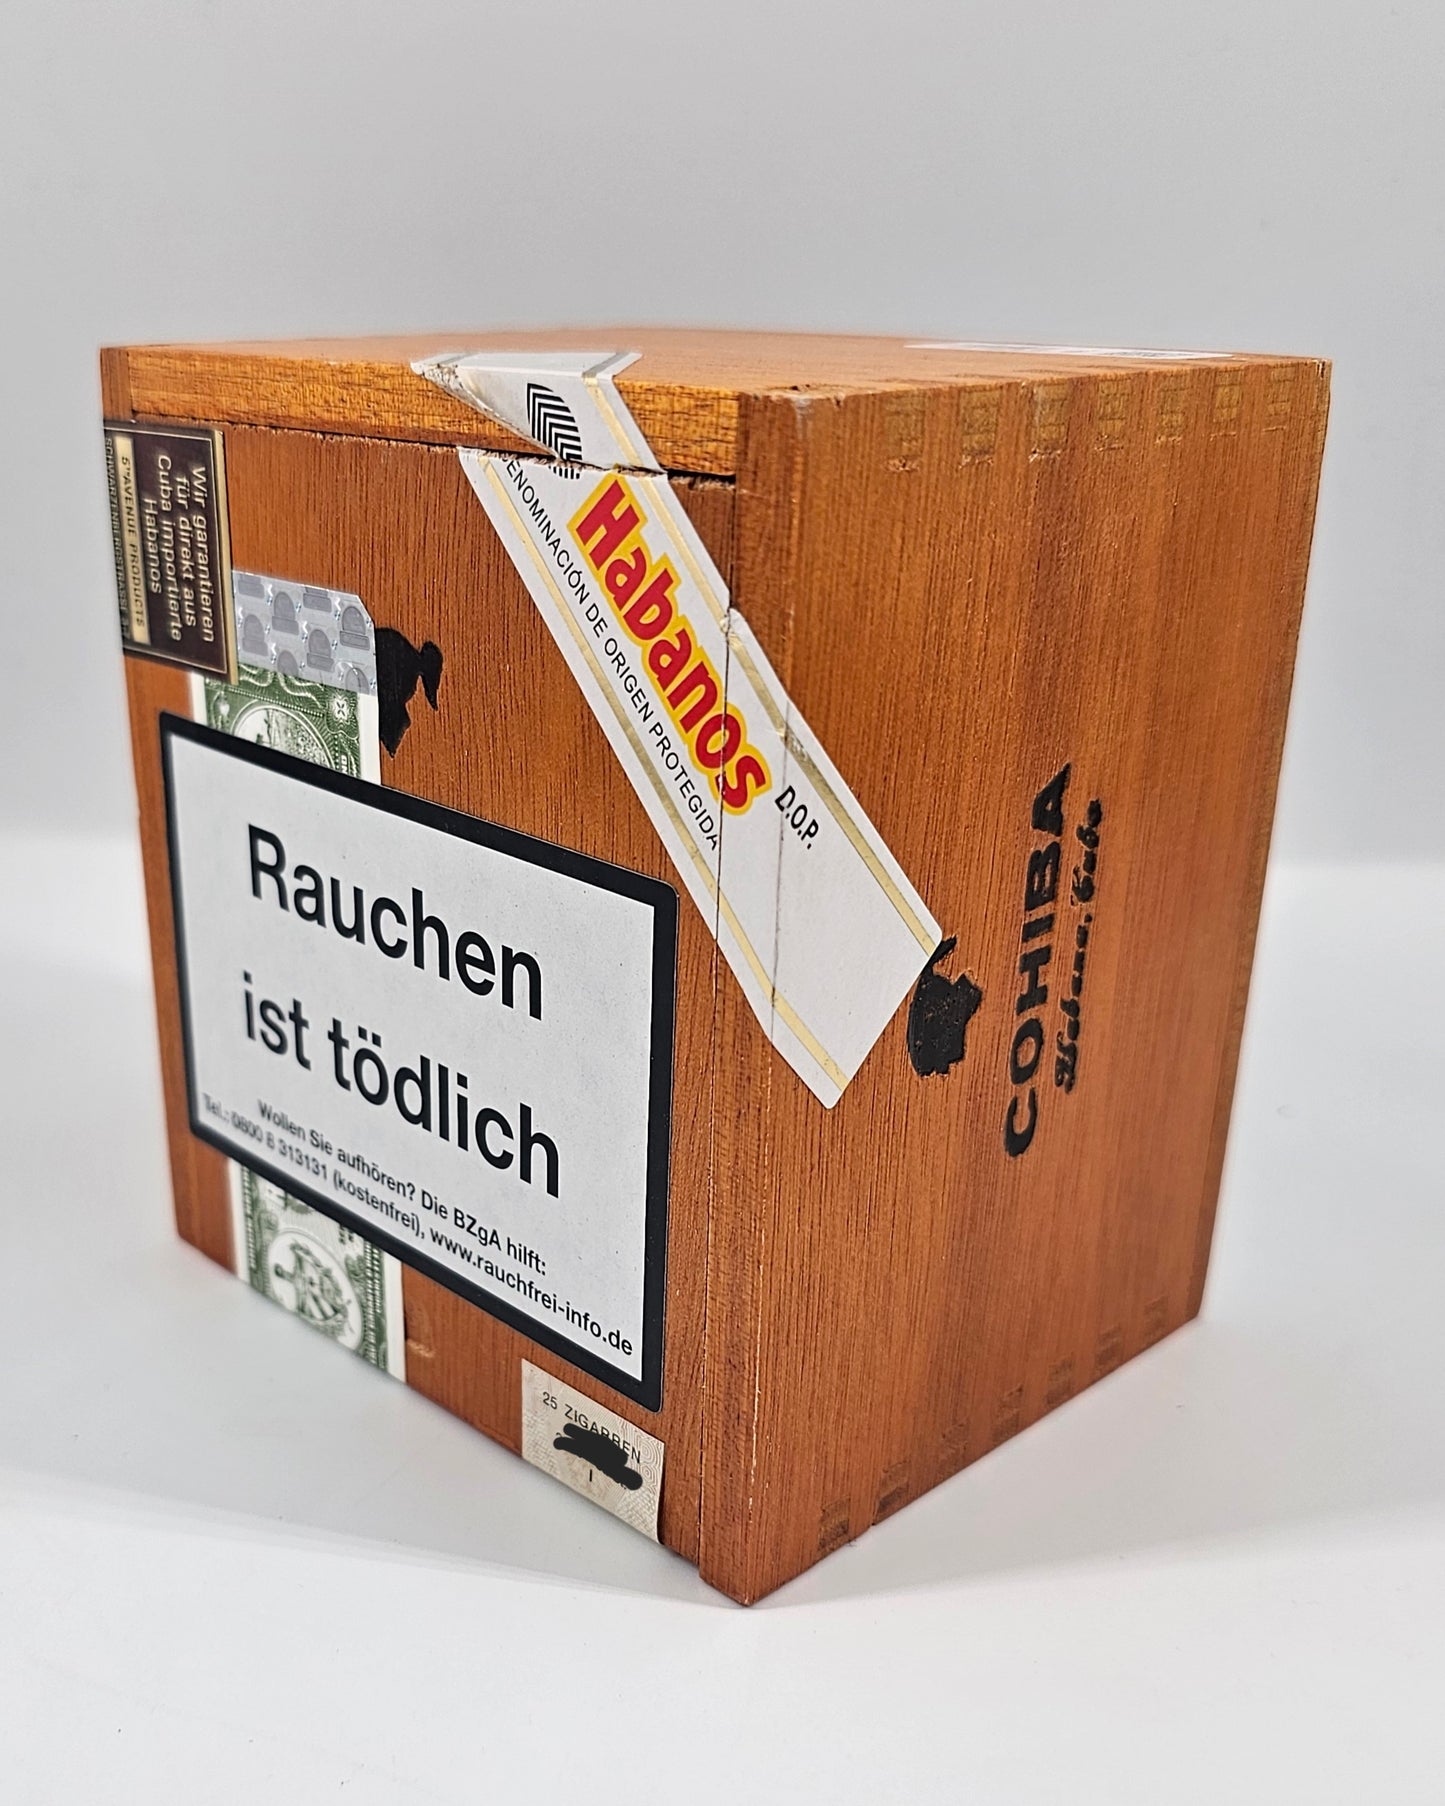 Wir garantieren
für direkt aus
Cuba importierte
Habanos
5TH AVENUE PRODUCTS
Habanos
D.O.P.
DENOMINACIÓN DE ORIGEN PROTEGIDA
COHIBA
Habana, Cuba
Rauchen
ist tödlich
Wollen Sie aufhören? Die BZgA hilft:
Tel.: 0800 8 313131 (kostenfrei), www.rauchfrei-info.de
25 ZIGARREN
I